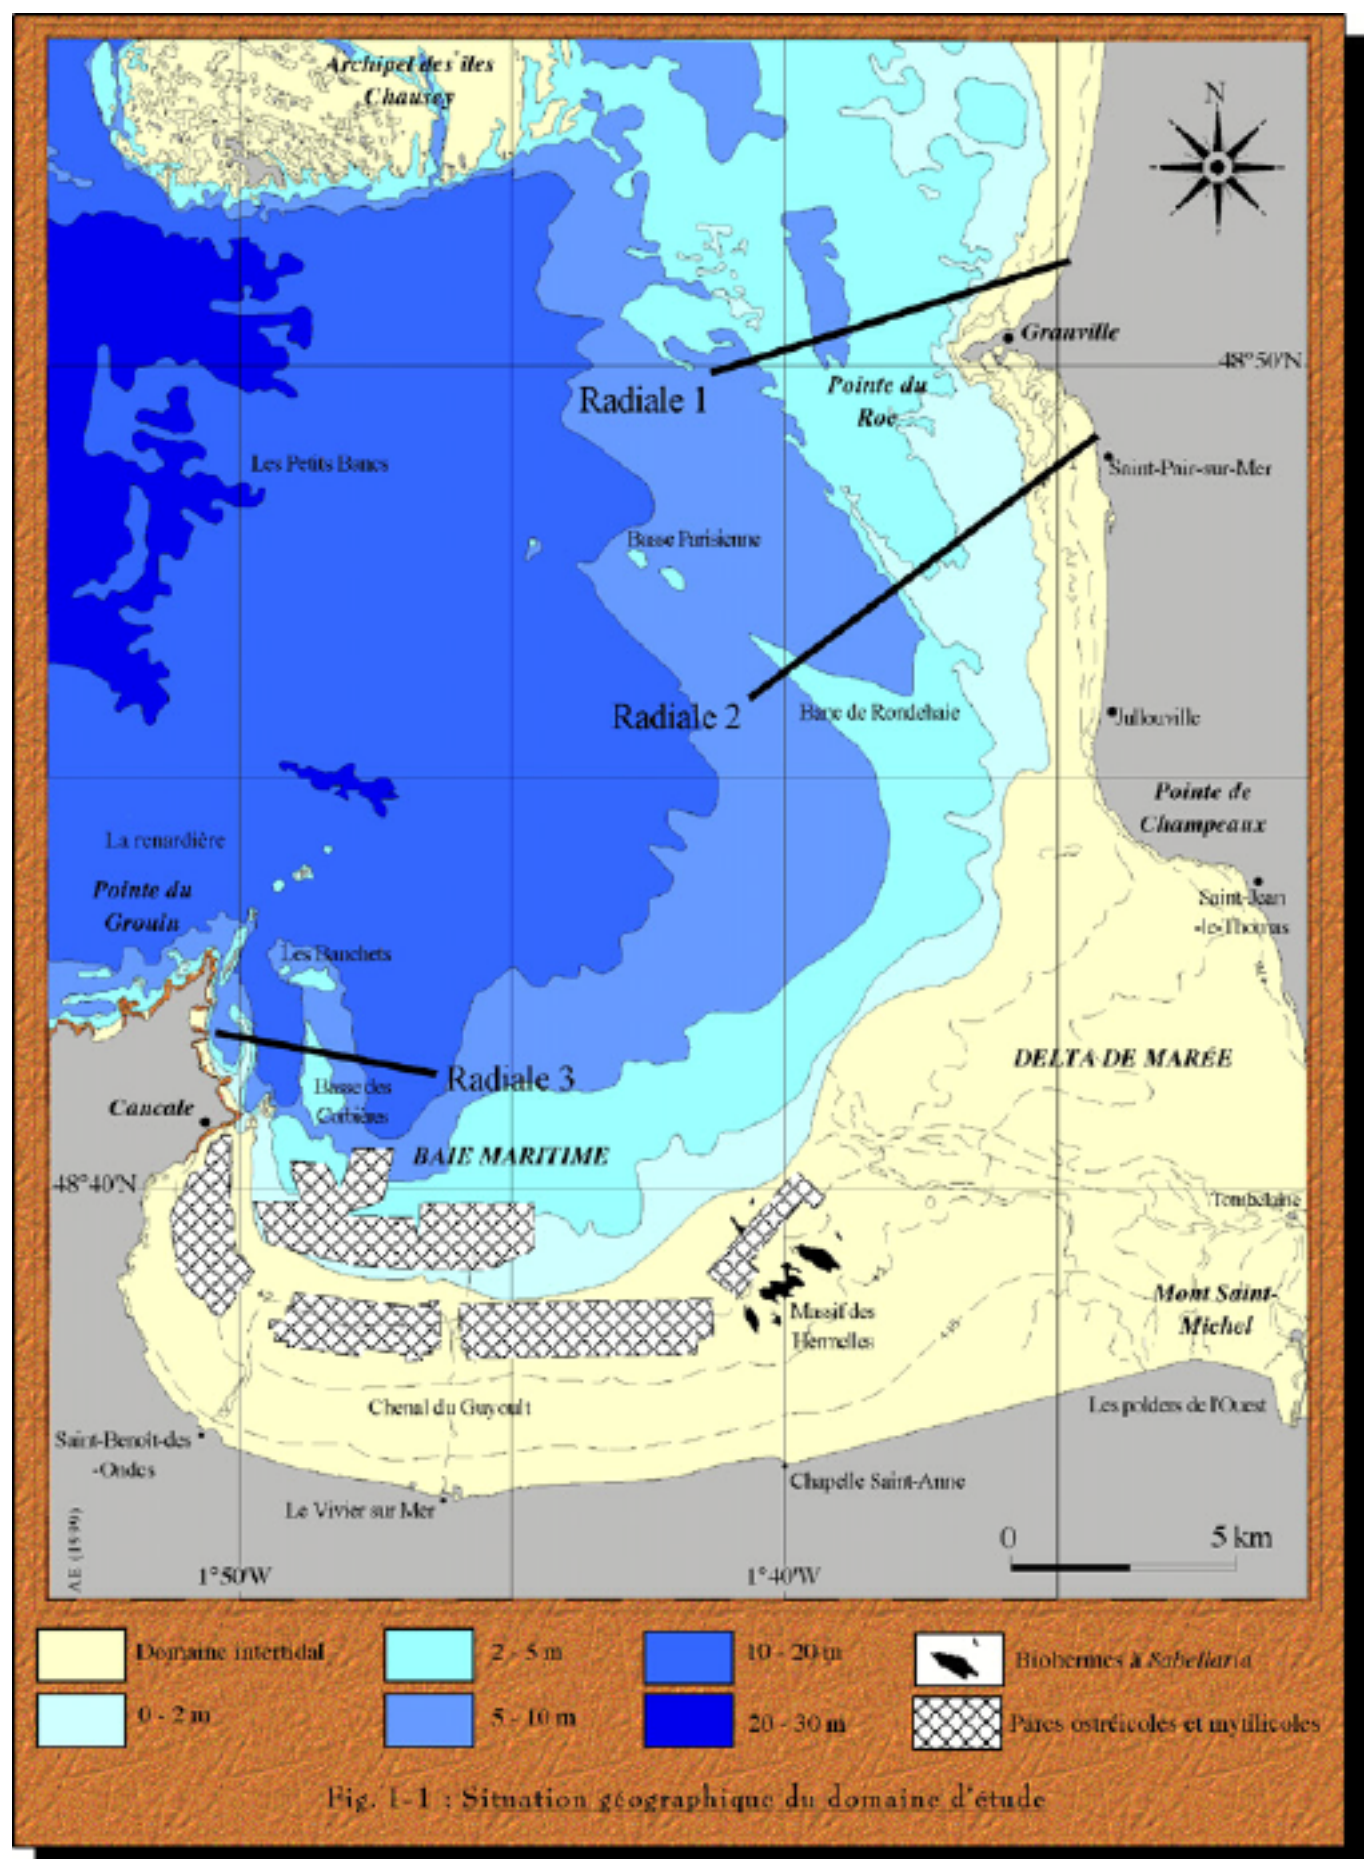 Archipel des îles
Chausey
N
Granville
48°50'N
Radiale 1
Pointe du
Roc
Les Petits Bancs
Saint-Pair-sur-Mer
Basse Parisienne
Radiale 2
Banc de Rondehaie
Jullouville
Pointe de
Champeaux
La renardière
Pointe du
Grouin
Saint-Jean
-le-Thomas
Les Banchets
DELTA DE MARÉE
Radiale 3
Basse des
Corbières
Cancale
BAIE MARITIME
48°40'N
Tombelaine
Mont Saint-
Michel
Massif des
Hermelles
Chenal du Guyoult
Les polders de l'Ouest
Saint-Benoît-des
-Ondes
Chapelle Saint-Anne
Le Vivier sur Mer
AE (1999)
0 5 km
1°50'W 1°40'W
Domaine intertidal 2 - 5 m 10 - 20 m Biohermes à Sabellaria
0 - 2 m 5 - 10 m 20 - 30 m Parcs ostréicoles et mytilicoles
Fig. 1-1 : Situation géographique du domaine d'étude